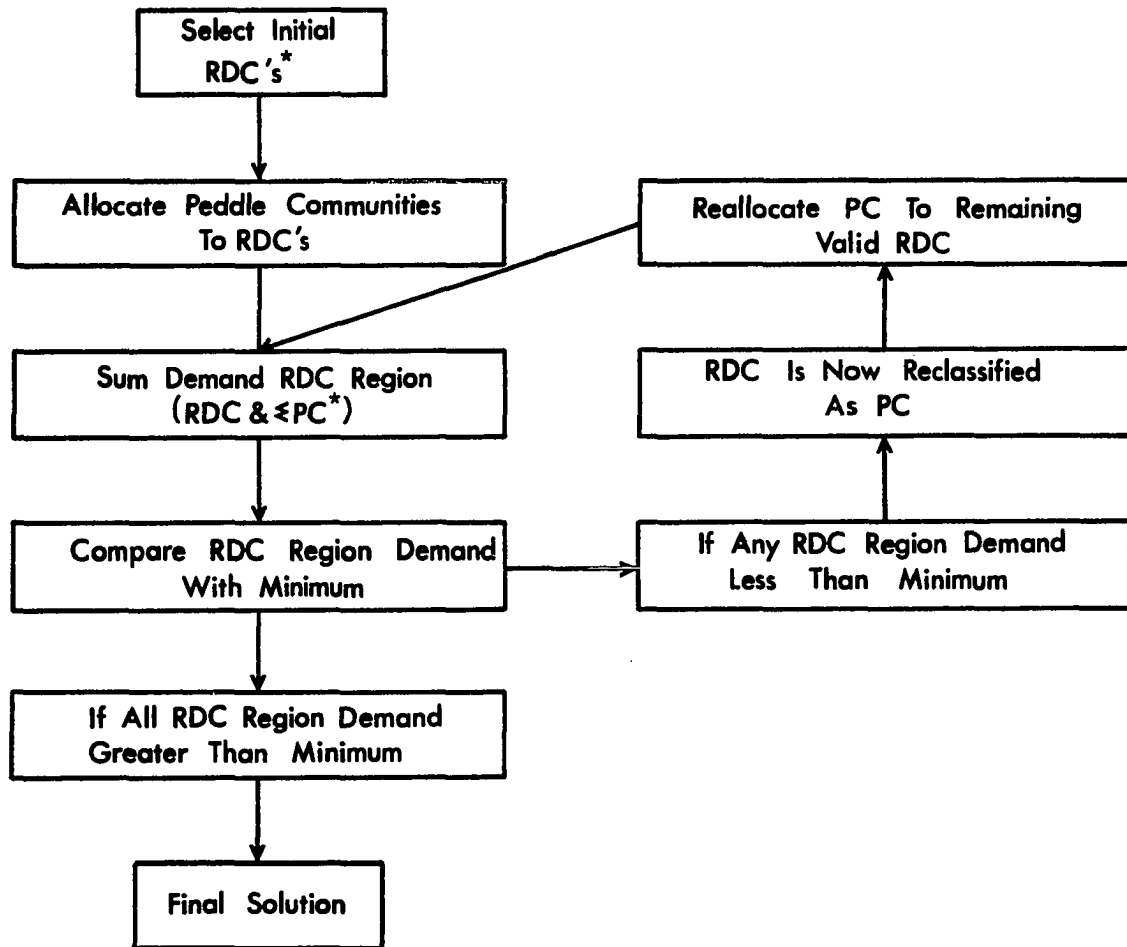 Select Initial
RDC's*
Allocate Peddle Communities
To RDC's
Sum Demand RDC Region
(RDC & ≤PC*)
Compare RDC Region Demand
With Minimum
If All RDC Region Demand
Greater Than Minimum
Final Solution
Reallocate PC To Remaining
Valid RDC
RDC Is Now Reclassified
As PC
If Any RDC Region Demand
Less Than Minimum